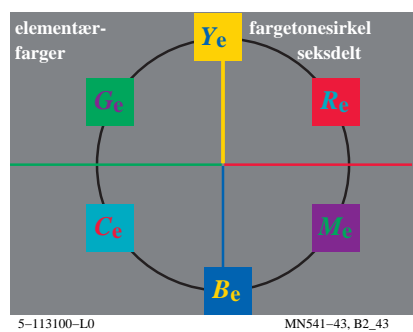 elementær-
farger
fargetonesirkel
seksdelt
Ye
Ge
Re
Ce
Me
Be
5–113100–L0
MN541–43, B2_43